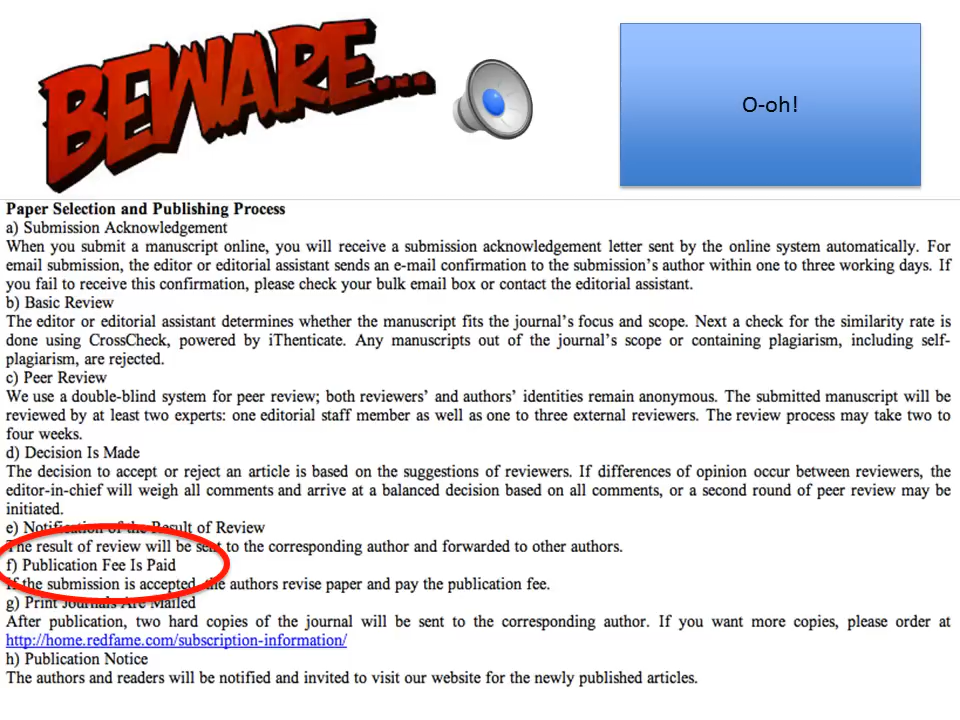 BEWARE...
O-oh!
Paper Selection and Publishing Process
a) Submission Acknowledgement
When you submit a manuscript online, you will receive a submission acknowledgement letter sent by the online system automatically. For
email submission, the editor or editorial assistant sends an e-mail confirmation to the submission's author within one to three working days. If
you fail to receive this confirmation, please check your bulk email box or contact the editorial assistant.
b) Basic Review
The editor or editorial assistant determines whether the manuscript fits the journal's focus and scope. Next a check for the similarity rate is
done using CrossCheck, powered by iThenticate. Any manuscripts out of the journal's scope or containing plagiarism, including self-
plagiarism, are rejected.
c) Peer Review
We use a double-blind system for peer review; both reviewers' and authors' identities remain anonymous. The submitted manuscript will be
reviewed by at least two experts: one editorial staff member as well as one to three external reviewers. The review process may take two to
four weeks.
d) Decision Is Made
The decision to accept or reject an article is based on the suggestions of reviewers. If differences of opinion occur between reviewers, the
editor-in-chief will weigh all comments and arrive at a balanced decision based on all comments, or a second round of peer review may be
initiated.
e) Notification of the Result of Review
The result of review will be sent to the corresponding author and forwarded to other authors.
f) Publication Fee Is Paid
If the submission is accepted, the authors revise paper and pay the publication fee.
g) Print Journals Are Mailed
After publication, two hard copies of the journal will be sent to the corresponding author. If you want more copies, please order at
http://home.redfame.com/subscription-information/
h) Publication Notice
The authors and readers will be notified and invited to visit our website for the newly published articles.